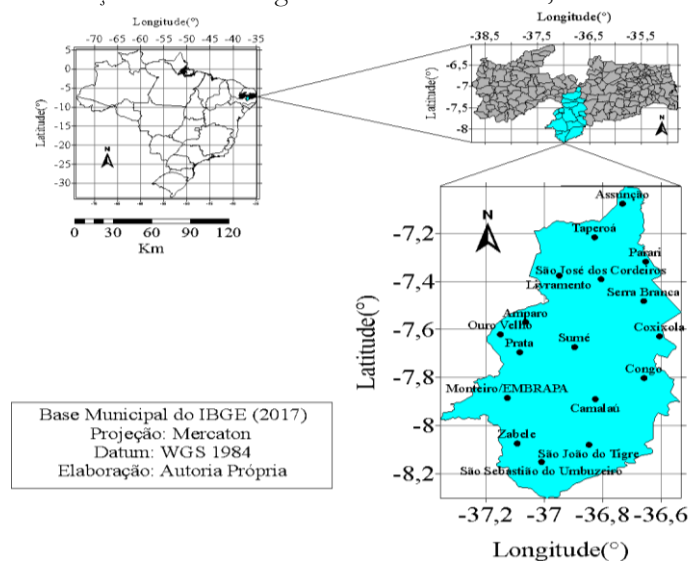 Longitude(°)
-70 -65 -60 -55 -50 -45 -40 -35
5
0
-5
-10
-15
-20
-25
-30
Latitude(°)
N
0 30 60 90 120
Km
Longitude(°)
-38,5 -37,5 -36,5 -35,5
-6,5
-7
-7,5
-8
Latitude(°)
N
N
Assunção
Taperoá
Parari
São José dos Cordeiros
Livramento
Serra Branca
Amparo
Ouro Velho
Coxixola
Prata
Sumé
Congo
Monteiro/EMBRAPA
Camalaú
Zabele
São João do Tigre
São Sebastião do Umbuzeiro
-7,2
-7,4
-7,6
-7,8
-8
-8,2
Latitude(°)
-37,2 -37 -36,8 -36,6
Longitude(°)
Base Municipal do IBGE (2017)
Projeção: Mercaton
Datum: WGS 1984
Elaboração: Autoria Própria